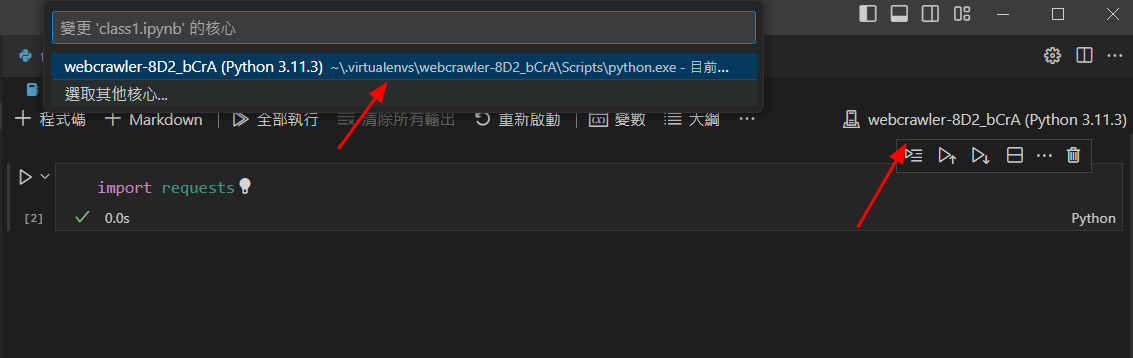 變更 'class1.ipynb' 的核心
webcrawler-8D2_bCrA (Python 3.11.3) ~\.virtualenvs\webcrawler-8D2_bCrA\Scripts\python.exe - 目前...
選取其他核心...
程式碼 Markdown 全部執行 清除所有輸出 重新啟動 變數 大綱 ... webcrawler-8D2_bCrA (Python 3.11.3)
import requests
[2] 0.0s Python